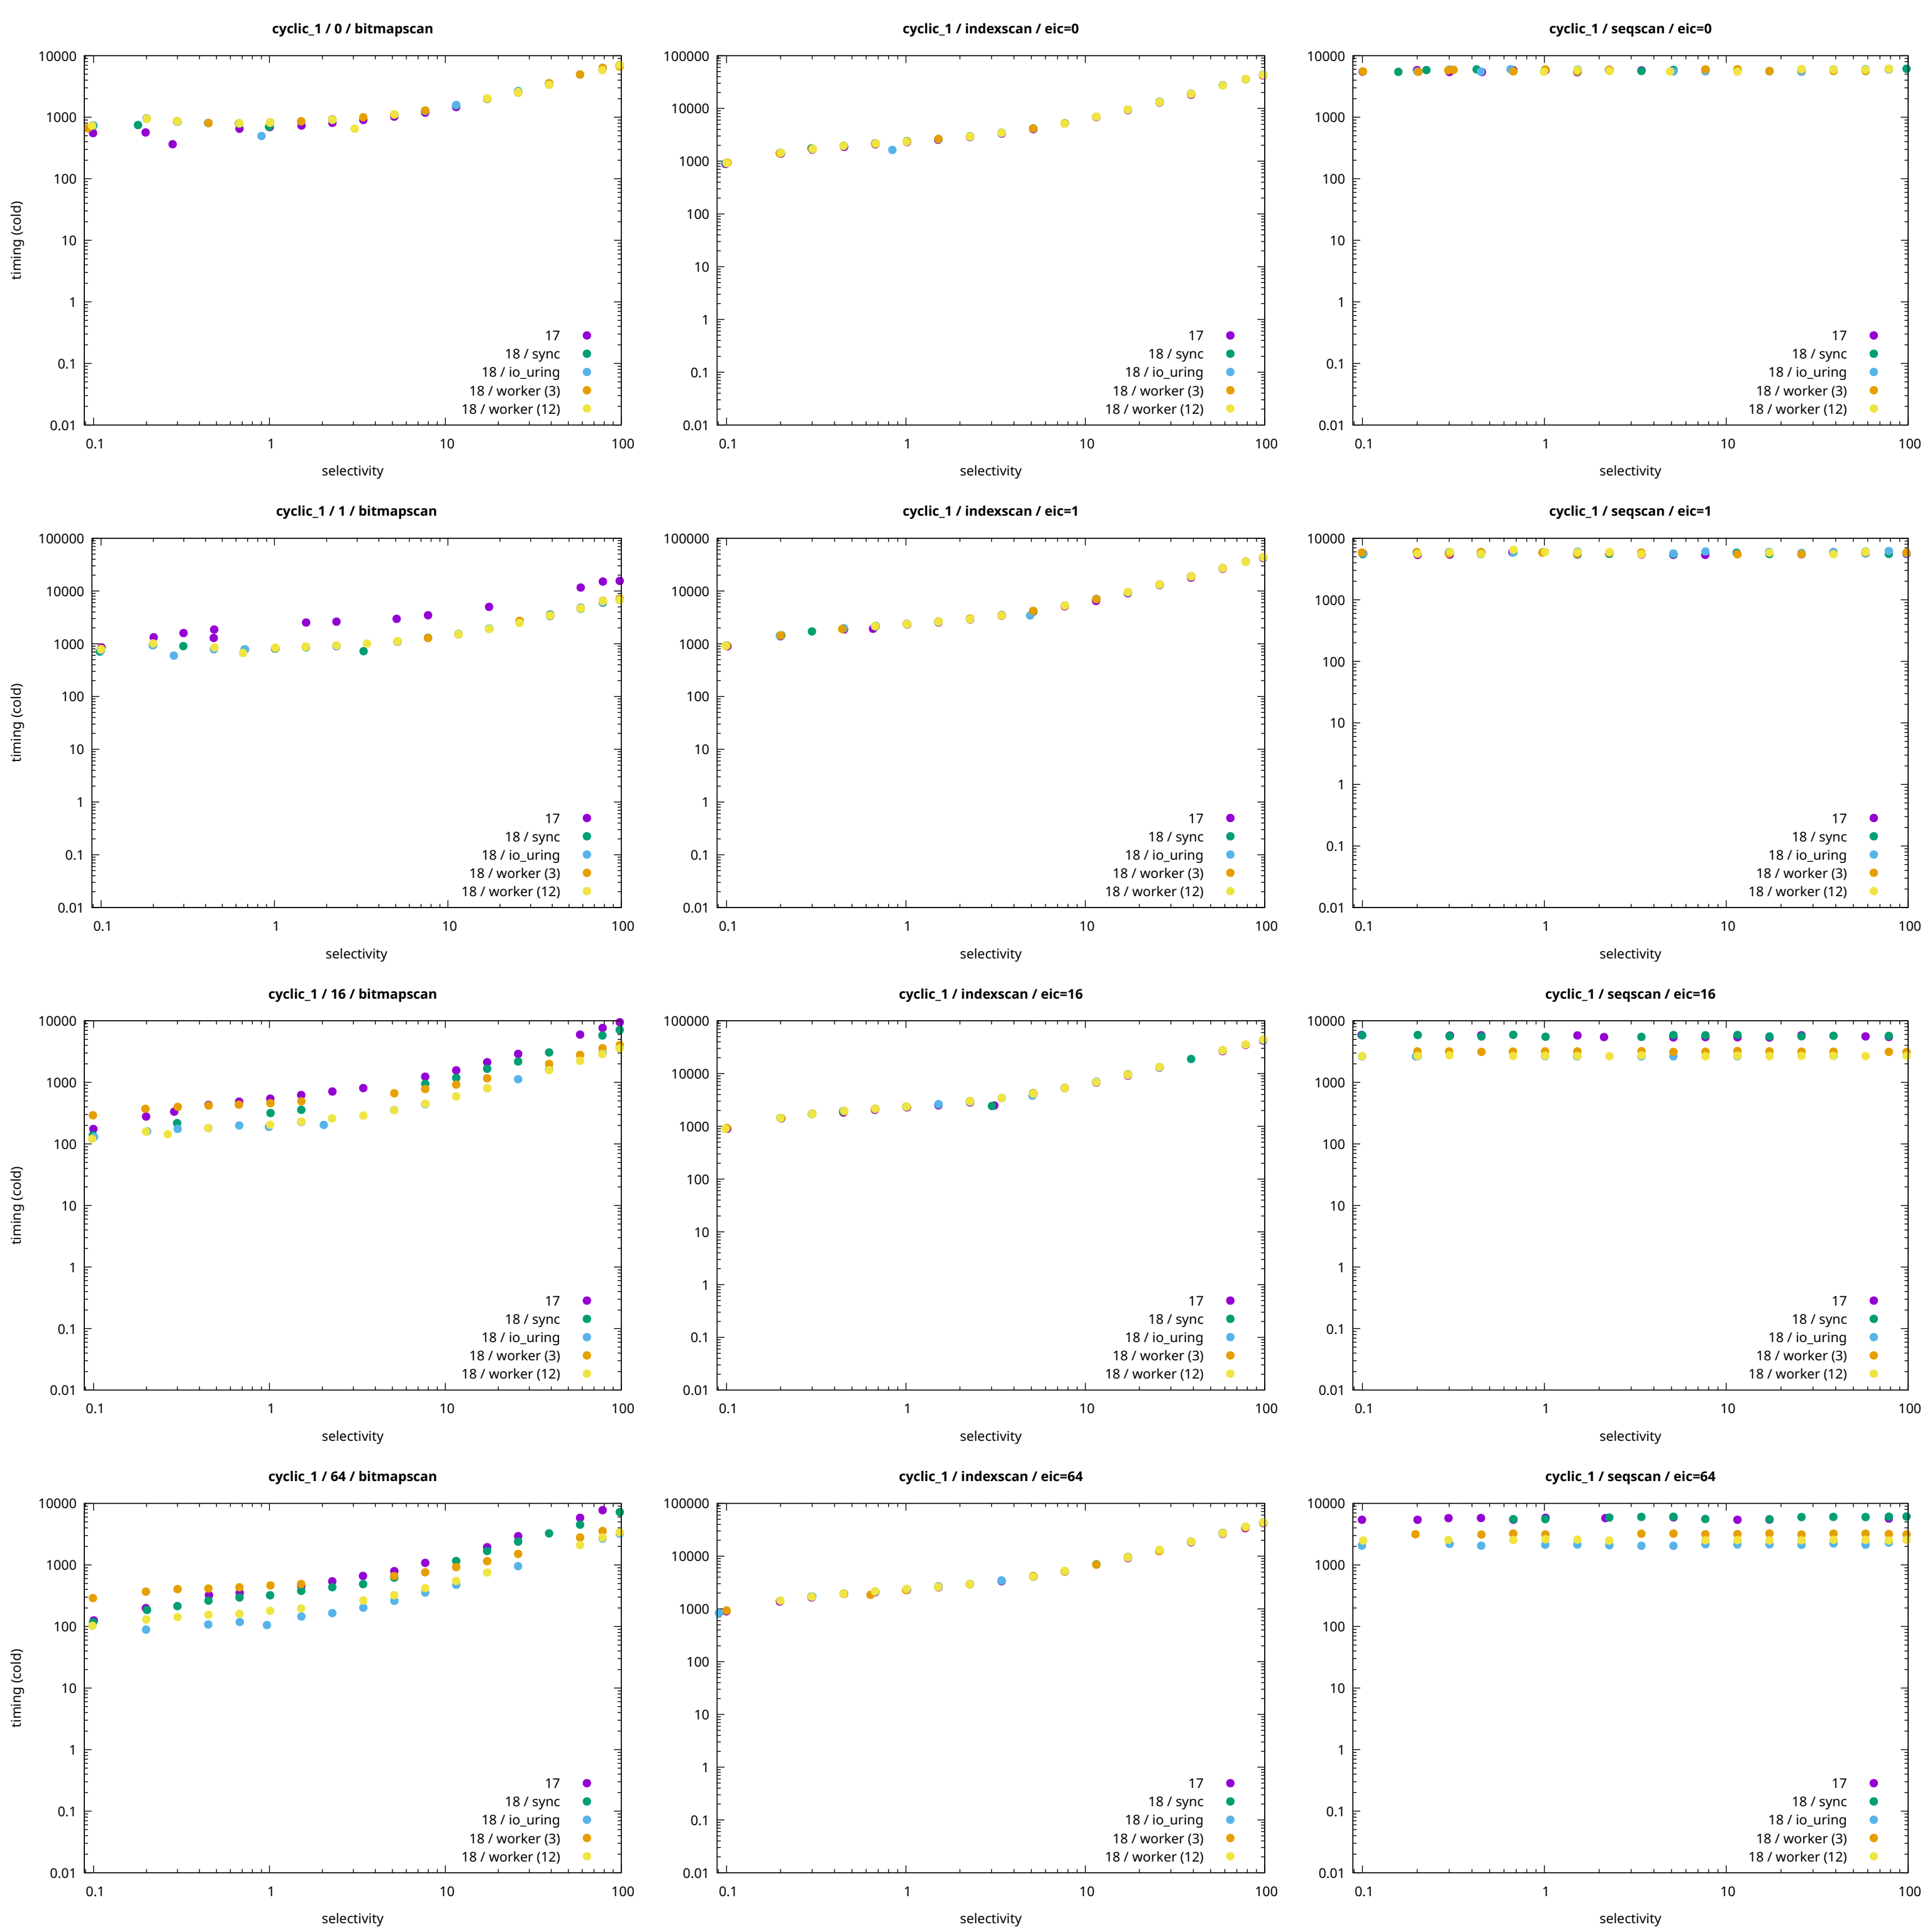 cyclic_1 / 0 / bitmapscan
timing (cold)
10000
1000
100
10
1
0.1
0.01
17
18 / sync
18 / io_uring
18 / worker (3)
18 / worker (12)
0.1 1 10 100
selectivity
cyclic_1 / indexscan / eic=0
100000
10000
1000
100
10
1
0.1
0.01
17
18 / sync
18 / io_uring
18 / worker (3)
18 / worker (12)
0.1 1 10 100
selectivity
cyclic_1 / seqscan / eic=0
10000
1000
100
10
1
0.1
0.01
17
18 / sync
18 / io_uring
18 / worker (3)
18 / worker (12)
0.1 1 10 100
selectivity
cyclic_1 / 1 / bitmapscan
timing (cold)
100000
10000
1000
100
10
1
0.1
0.01
17
18 / sync
18 / io_uring
18 / worker (3)
18 / worker (12)
0.1 1 10 100
selectivity
cyclic_1 / indexscan / eic=1
100000
10000
1000
100
10
1
0.1
0.01
17
18 / sync
18 / io_uring
18 / worker (3)
18 / worker (12)
0.1 1 10 100
selectivity
cyclic_1 / seqscan / eic=1
10000
1000
100
10
1
0.1
0.01
17
18 / sync
18 / io_uring
18 / worker (3)
18 / worker (12)
0.1 1 10 100
selectivity
cyclic_1 / 16 / bitmapscan
timing (cold)
10000
1000
100
10
1
0.1
0.01
17
18 / sync
18 / io_uring
18 / worker (3)
18 / worker (12)
0.1 1 10 100
selectivity
cyclic_1 / indexscan / eic=16
100000
10000
1000
100
10
1
0.1
0.01
17
18 / sync
18 / io_uring
18 / worker (3)
18 / worker (12)
0.1 1 10 100
selectivity
cyclic_1 / seqscan / eic=16
10000
1000
100
10
1
0.1
0.01
17
18 / sync
18 / io_uring
18 / worker (3)
18 / worker (12)
0.1 1 10 100
selectivity
cyclic_1 / 64 / bitmapscan
timing (cold)
10000
1000
100
10
1
0.1
0.01
17
18 / sync
18 / io_uring
18 / worker (3)
18 / worker (12)
0.1 1 10 100
selectivity
cyclic_1 / indexscan / eic=64
100000
10000
1000
100
10
1
0.1
0.01
17
18 / sync
18 / io_uring
18 / worker (3)
18 / worker (12)
0.1 1 10 100
selectivity
cyclic_1 / seqscan / eic=64
10000
1000
100
10
1
0.1
0.01
17
18 / sync
18 / io_uring
18 / worker (3)
18 / worker (12)
0.1 1 10 100
selectivity